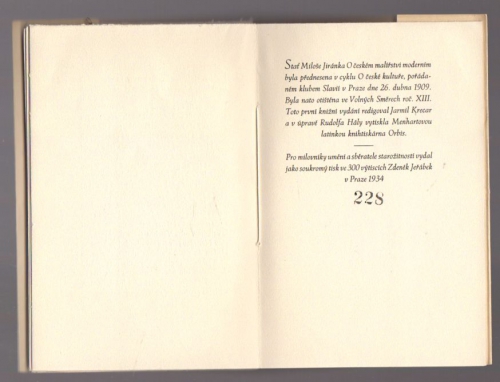 Stať Miloše Jiránka O českém malířství moderním
byla přednesena v cyklu O české kultuře, pořáda-
ném klubem Slavií v Praze dne 26. dubna 1909.
Byla nato otištěna ve Volných Směrech roč. XIII.
Toto první knižní vydání redigoval Jarmil Krecar
a v úpravě Rudolfa Hály vytiskla Menhartovou
latinkou knihtiskárna Orbis.
Pro milovníky umění a sběratele starožitností vydal
jako soukromý tisk ve 300 výtiscích Zdeněk Jeřábek
v Praze 1934
228